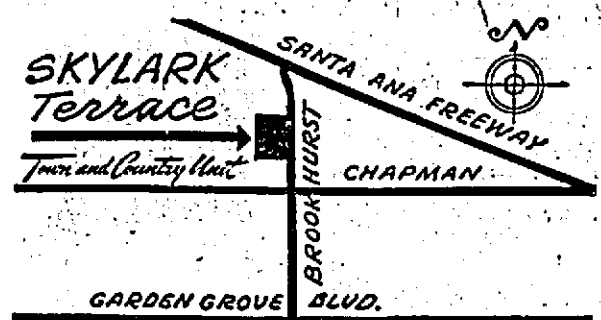 N
SKYLARK
Terrace
Town and Country Unit
SANTA ANA FREEWAY
BROOKHURST
CHAPMAN
GARDEN GROVE BLVD.